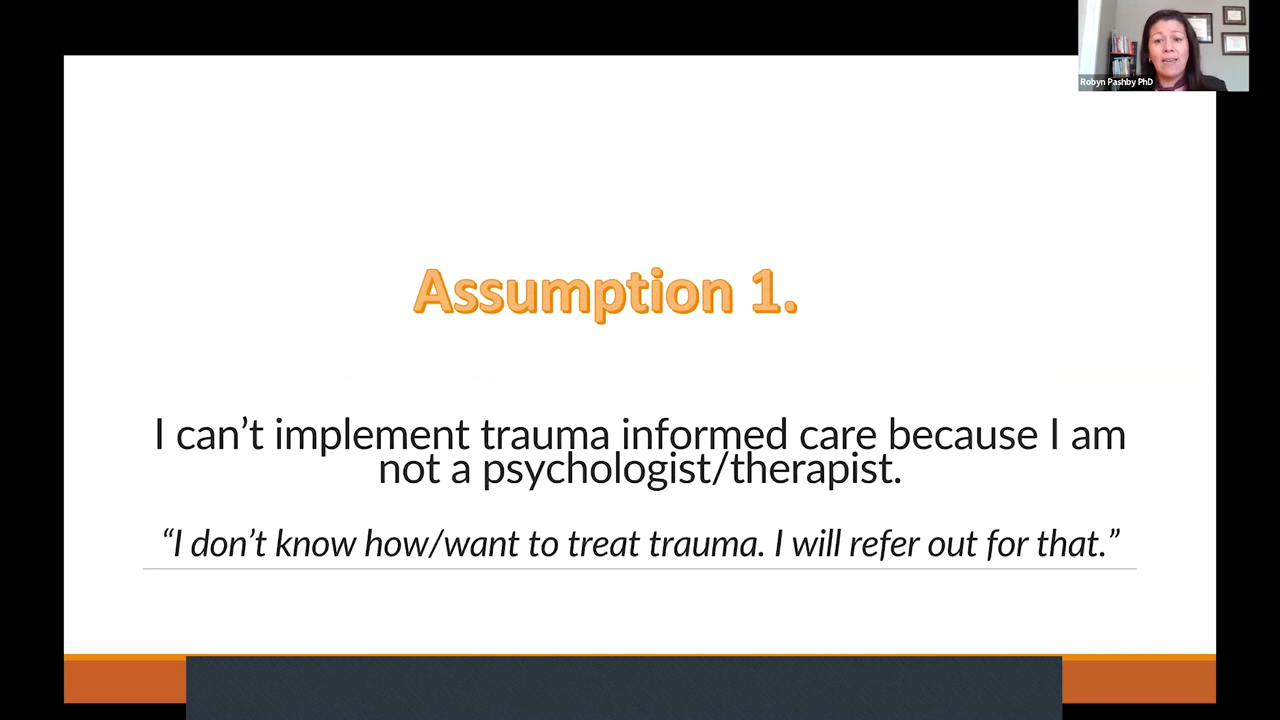 Robyn Pashby PhD
Assumption 1.
I can’t implement trauma informed care because I am
not a psychologist/therapist.
“I don’t know how/want to treat trauma. I will refer out for that.”